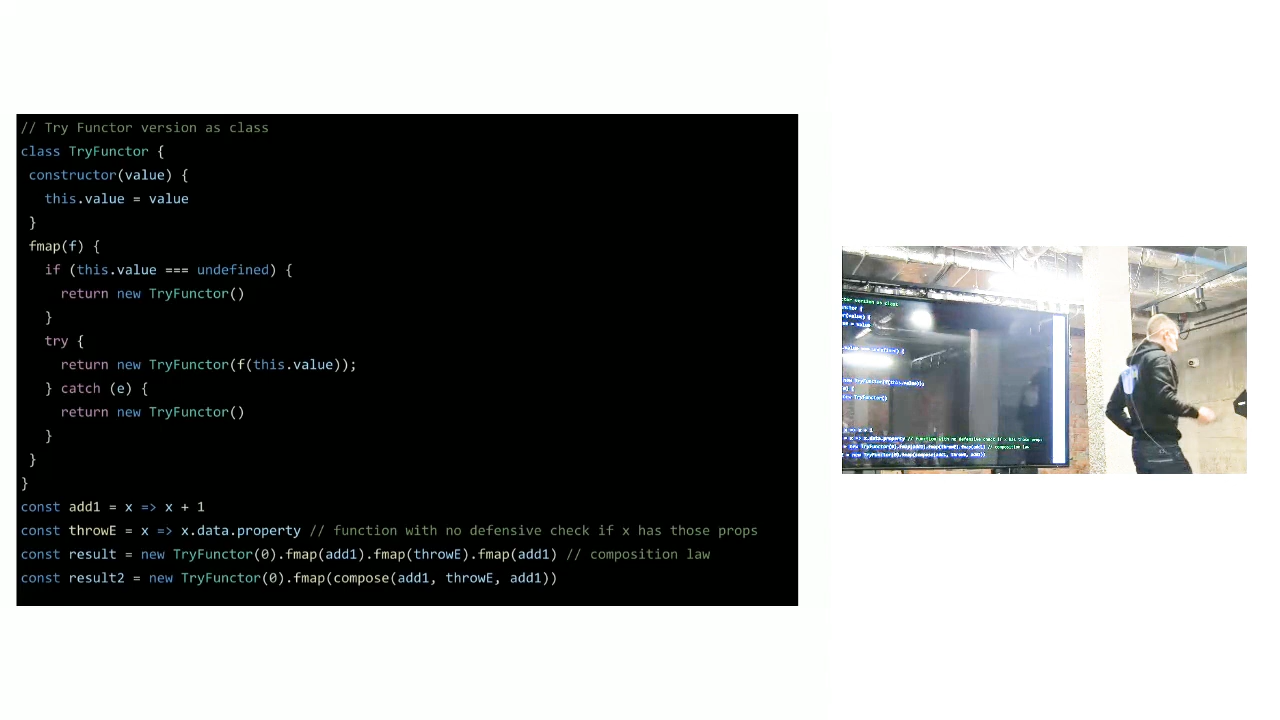 // Try Functor version as class
class TryFunctor {
constructor(value) {
this.value = value
}
fmap(f) {
if (this.value === undefined) {
return new TryFunctor()
}
try {
return new TryFunctor(f(this.value));
} catch (e) {
return new TryFunctor()
}
}
}
const add1 = x => x + 1
const throwE = x => x.data.property // function with no defensive check if x has those props
const result = new TryFunctor(0).fmap(add1).fmap(throwE).fmap(add1) // composition law
const result2 = new TryFunctor(0).fmap(compose(add1, throwE, add1))